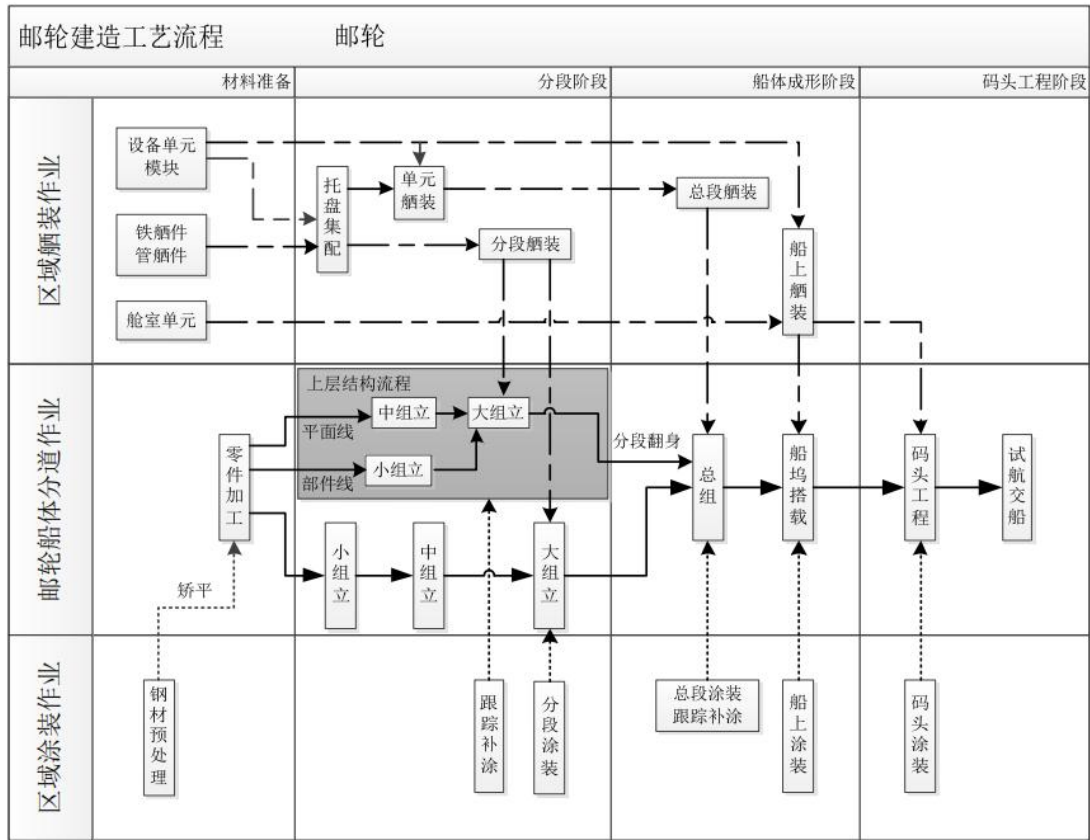 邮轮建造工艺流程 邮轮
材料准备 分段阶段 船体成形阶段 码头工程阶段
区域舾装作业
设备单元
模块
铁舾件
管舾件
舱室单元
托盘集配
单元
舾装
分段舾装
总段舾装
船上舾装
邮轮船体分道作业
上层结构流程
中组立
大组立
平面线
小组立
部件线
零件加工
矫平
小组立
中组立
大组立
分段翻身
总组
船坞搭载
码头工程
试航交船
区域涂装作业
钢材预处理
跟踪补涂
分段涂装
总段涂装
跟踪补涂
船上涂装
码头涂装